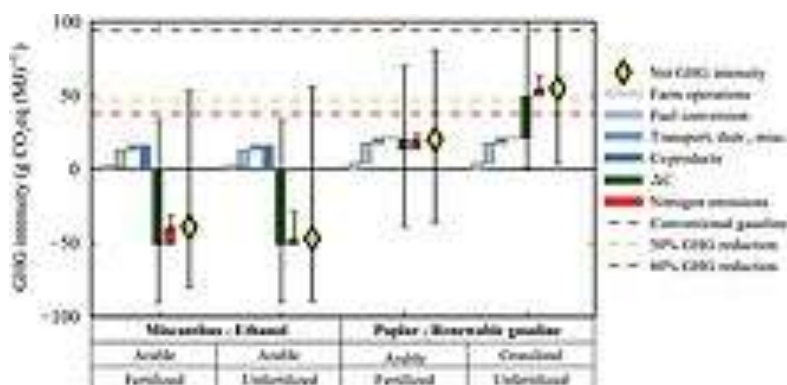 100
50
0
−50
−100
GHG intensity (g CO₂eq (MJ)⁻¹)
Net GHG intensity
Farm operations
Fuel conversion
Transport, distr., misc.
Coproducts
ΔC
Nitrogen emissions
Conventional gasoline
50% GHG reduction
60% GHG reduction
Miscanthus - Ethanol
Poplar - Renewable gasoline
Arable
Arable
Arable
Grassland
Fertilized
Unfertilized
Fertilized
Unfertilized